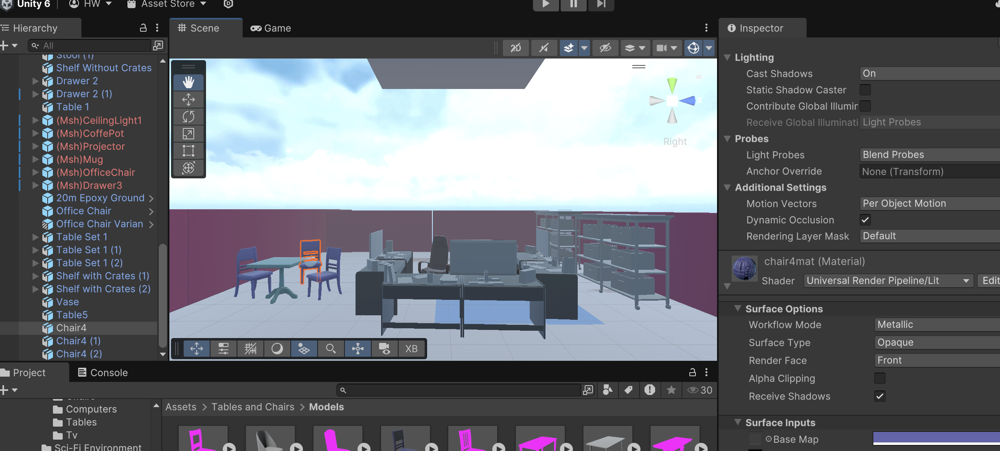 Unity 6
HW
Asset Store
Hierarchy
All
Stool (1)
Shelf Without Crates
Drawer 2
Drawer 2 (1)
Table 1
(Msh)CeilingLight1
(Msh)CoffePot
(Msh)Projector
(Msh)Mug
(Msh)OfficeChair
(Msh)Drawer3
20m Epoxy Ground
Office Chair
Office Chair Varian
Table Set 1
Table Set 1 (1)
Table Set 1 (2)
Shelf with Crates (1)
Shelf with Crates (2)
Vase
Table5
Chair4
Chair4 (1)
Chair4 (2)
Scene
Game
2D
z
Right
XB
Inspector
Lighting
Cast Shadows On
Static Shadow Caster
Contribute Global Illumir
Receive Global Illuminati Light Probes
Probes
Light Probes Blend Probes
Anchor Override None (Transform)
Additional Settings
Motion Vectors Per Object Motion
Dynamic Occlusion
Rendering Layer Mask Default
chair4mat (Material)
Shader Universal Render Pipeline/Lit Edit
Surface Options
Workflow Mode Metallic
Surface Type Opaque
Render Face Front
Alpha Clipping
Receive Shadows
Surface Inputs
Base Map
Project
Console
30
Computers
Tables
Tv
Sci-Fi Environment
Assets > Tables and Chairs > Models